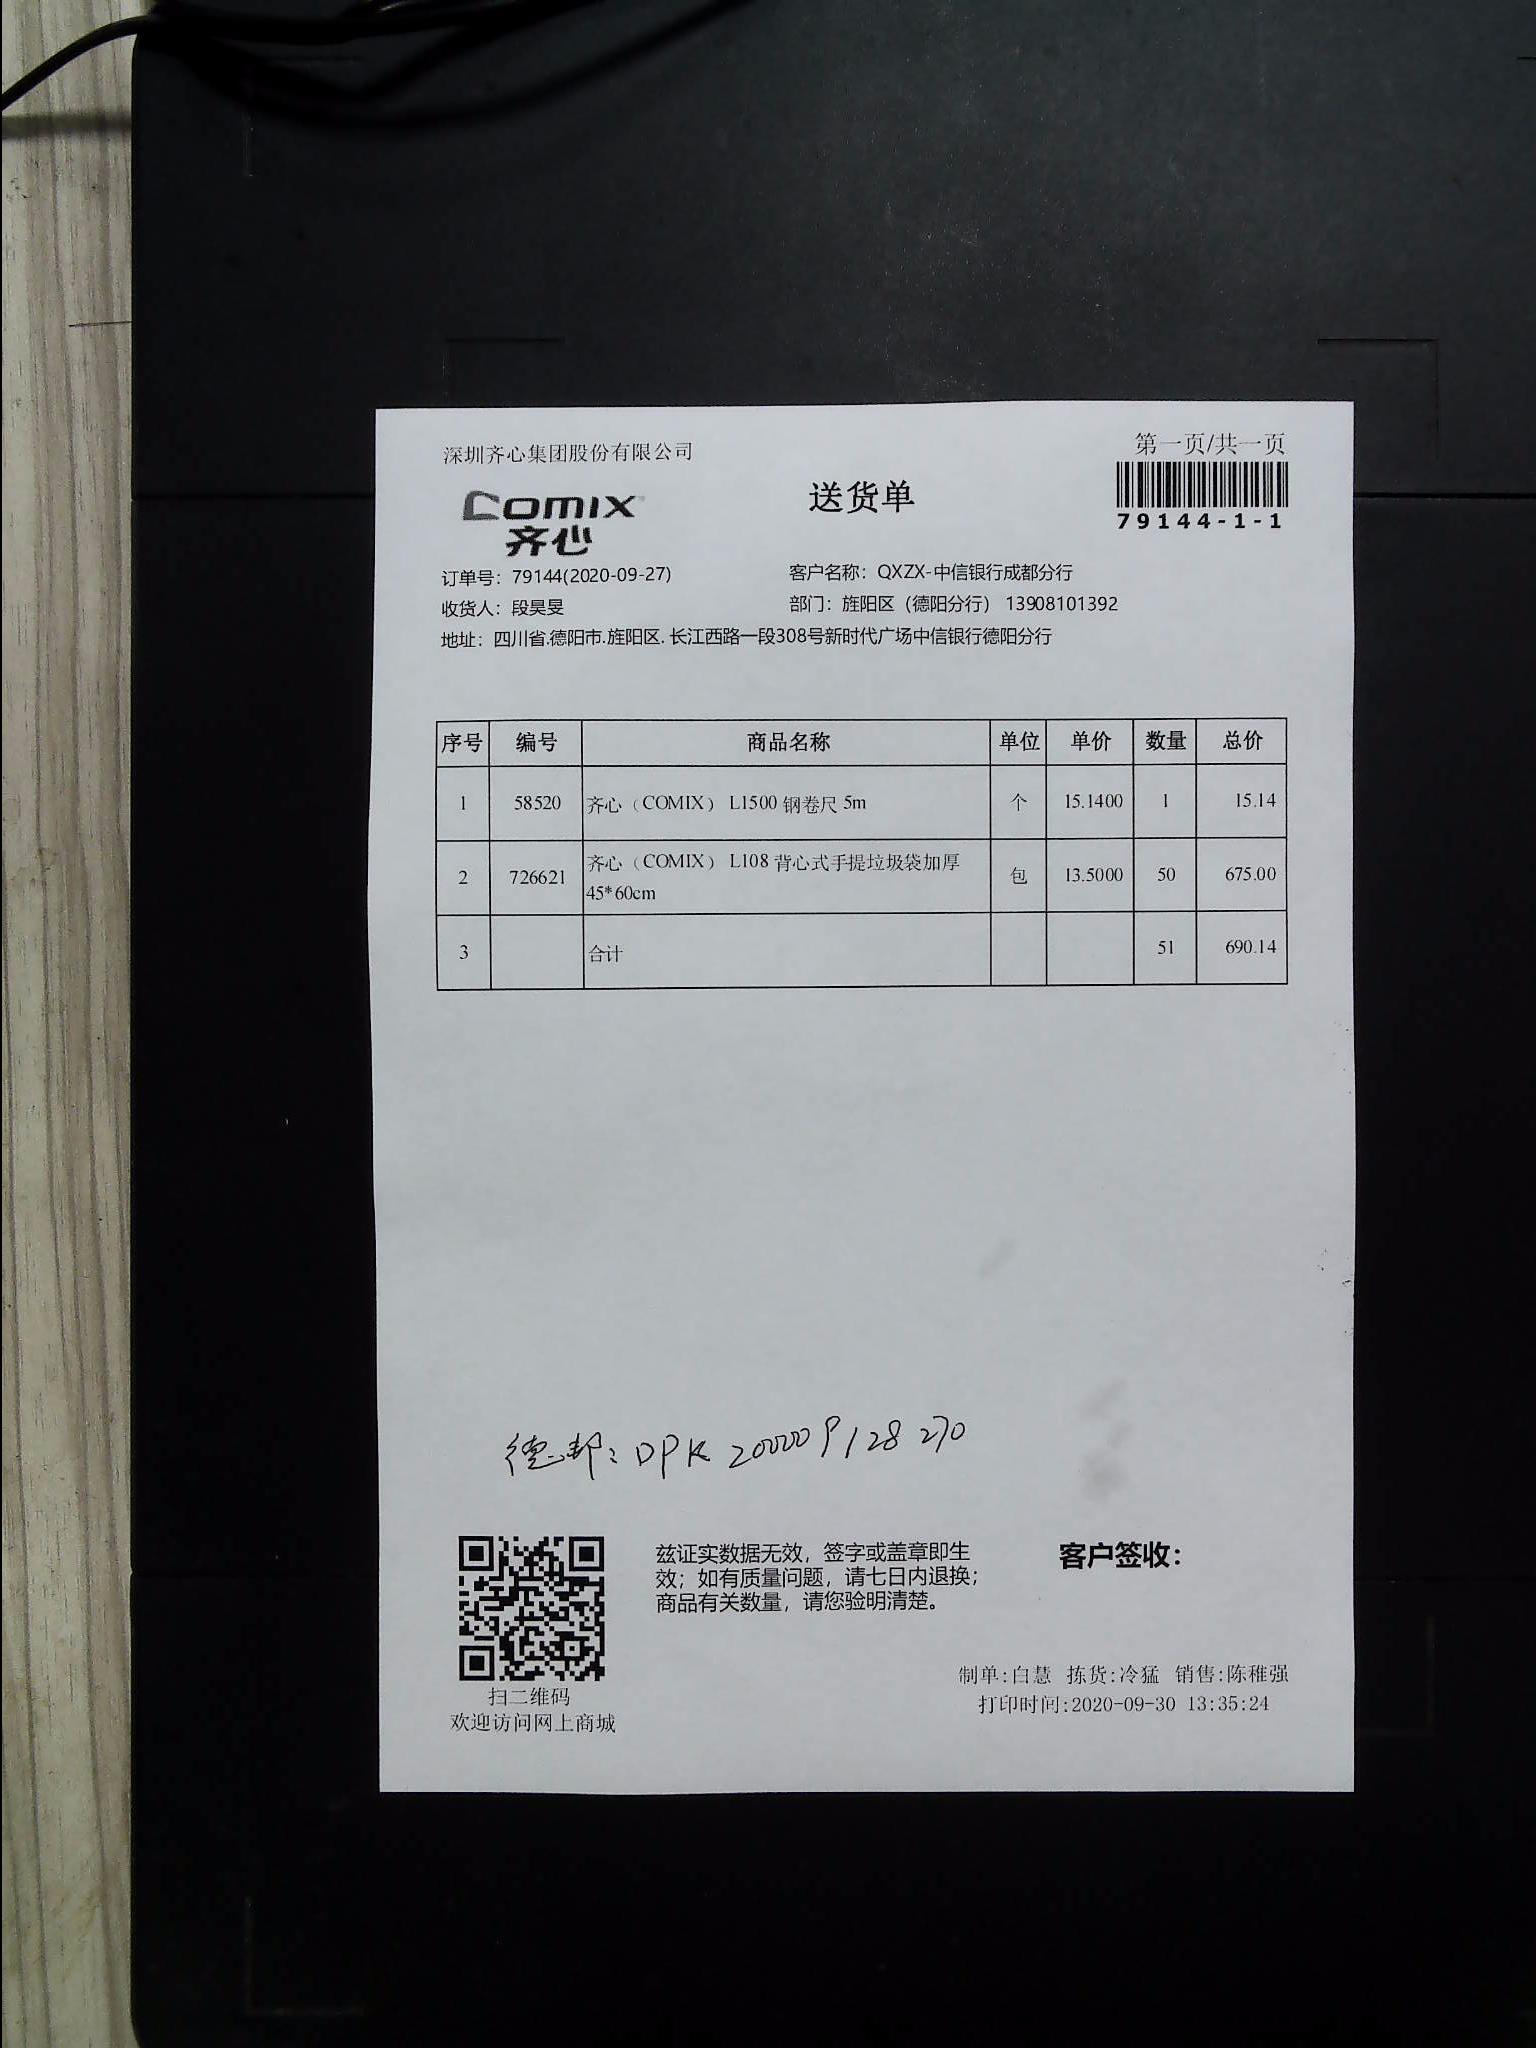 深圳齐心集团股份有限公司
第一页/共一页
comix
齐心
送货单
79144-1-1
订单号：79144(2020-09-27)
客户名称：QXZX-中信银行成都分行
收货人：段昊旻
部门：旌阳区（德阳分行） 13908101392
地址：四川省.德阳市.旌阳区. 长江西路一段308号新时代广场中信银行德阳分行
序号 编号 商品名称 单位 单价 数量 总价
1 58520 齐心（COMIX） L1500 钢卷尺 5m 个 15.1400 1 15.14
2 726621 齐心（COMIX） L108 背心式手提垃圾袋加厚 包 13.5000 50 675.00
45*60cm
3 合计 51 690.14
德邦：DPK 200009128270
兹证实数据无效，签字或盖章即生
效；如有质量问题，请七日内退换；
商品有关数量，请您验明清楚。
客户签收：
扫二维码
欢迎访问网上商城
制单:白慧 拣货:冷猛 销售:陈稚强
打印时间:2020-09-30 13:35:24